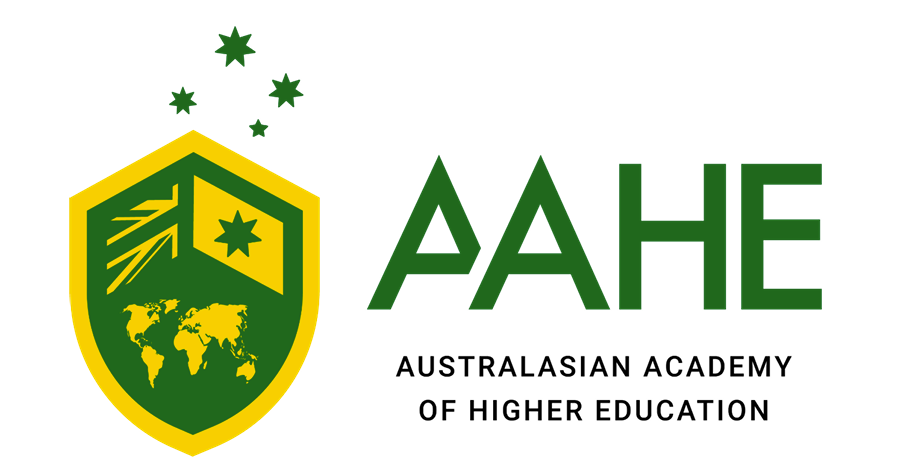 AAHE
AUSTRALASIAN ACADEMY
OF HIGHER EDUCATION